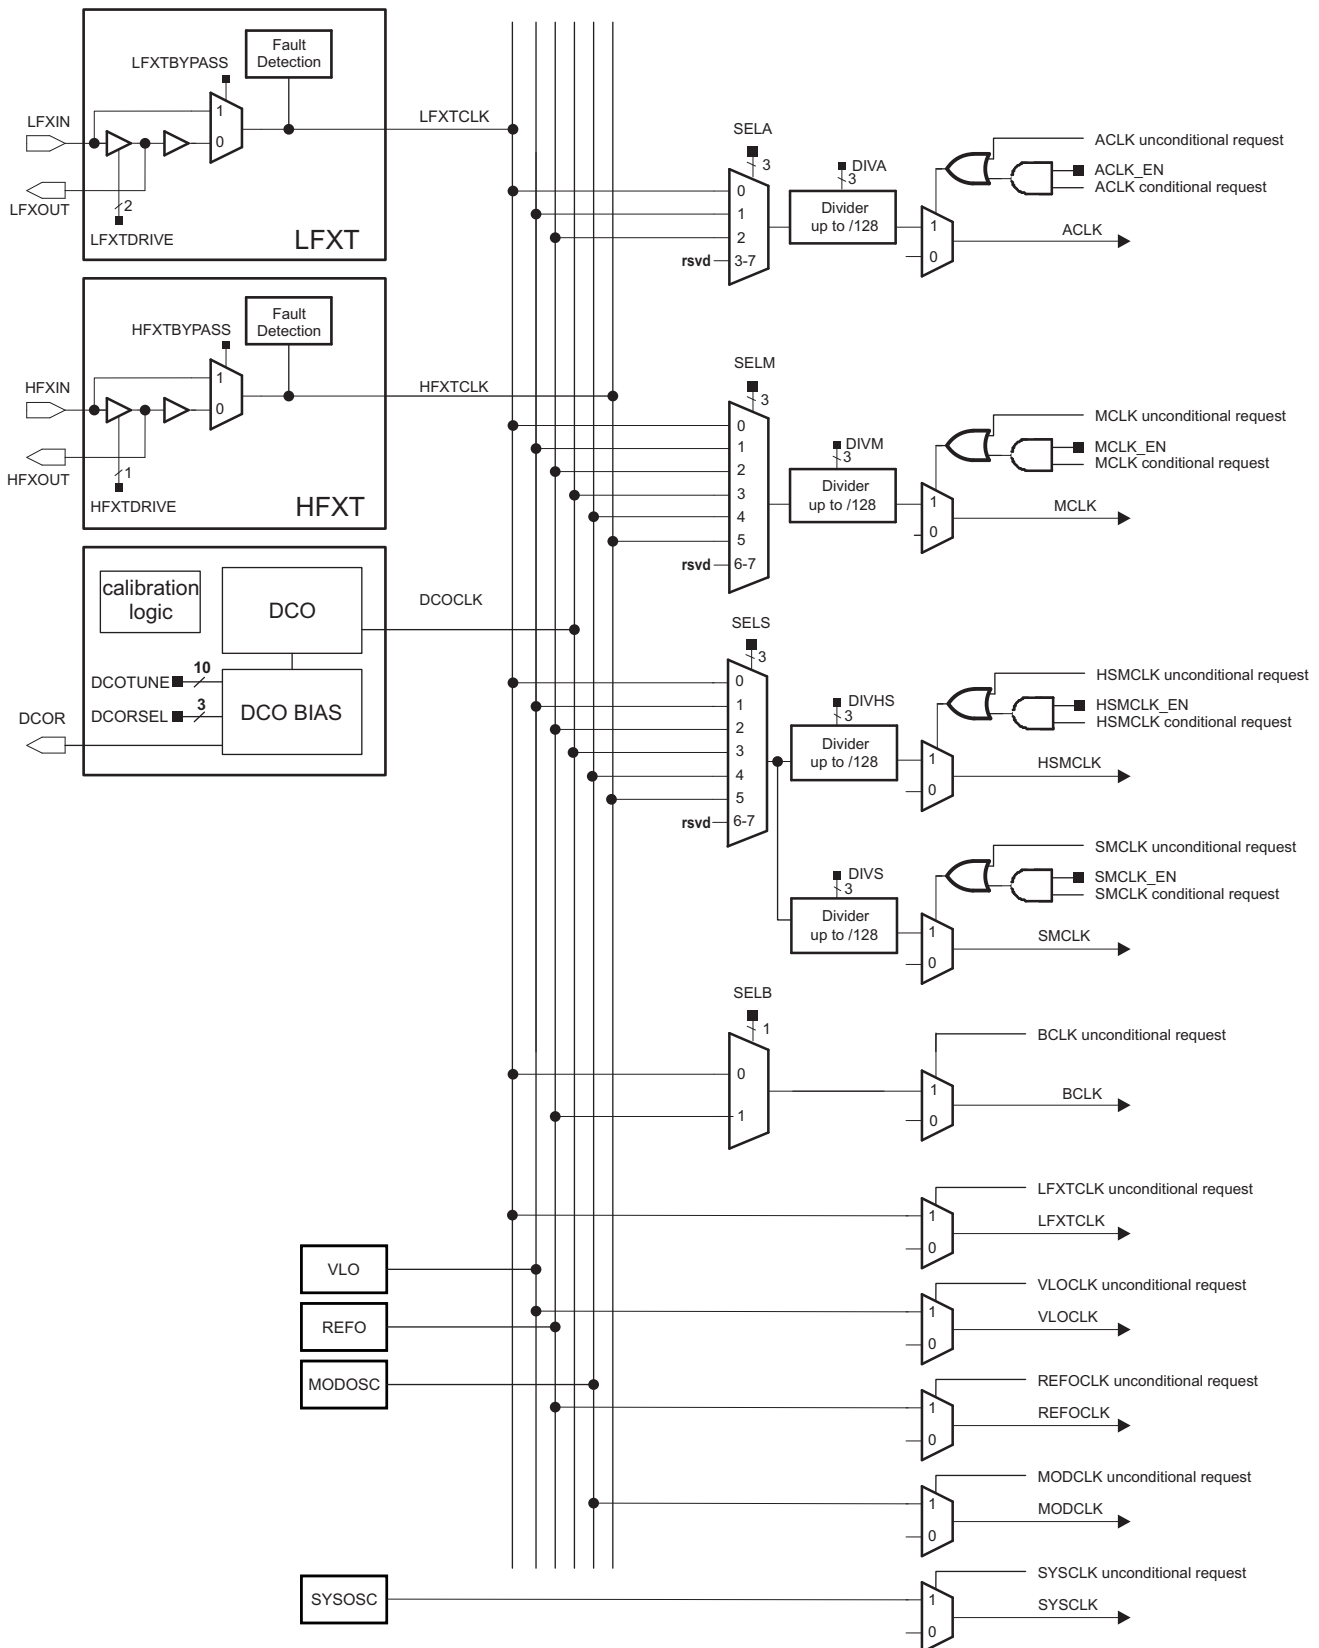 Fault
Detection
LFXTBYPASS
1
0
LFXIN
LFXOUT
2
LFXTDRIVE
LFXT
LFXTCLK
SELA
3
0
1
2
rsvd
3-7
DIVA
3
Divider
up to /128
ACLK unconditional request
ACLK_EN
ACLK conditional request
1
0
ACLK
Fault
Detection
HFXTBYPASS
1
0
HFXIN
HFXOUT
1
HFXTDRIVE
HFXT
HFXTCLK
SELM
3
0
1
2
3
4
5
rsvd
6-7
DIVM
3
Divider
up to /128
MCLK unconditional request
MCLK_EN
MCLK conditional request
1
0
MCLK
calibration
logic
DCO
DCOCLK
DCOTUNE
10
DCORSEL
3
DCO BIAS
DCOR
SELS
3
0
1
2
3
4
5
rsvd
6-7
DIVHS
3
Divider
up to /128
HSMCLK unconditional request
HSMCLK_EN
HSMCLK conditional request
1
0
HSMCLK
DIVS
3
Divider
up to /128
SMCLK unconditional request
SMCLK_EN
SMCLK conditional request
1
0
SMCLK
SELB
1
0
1
BCLK unconditional request
1
0
BCLK
LFXTCLK unconditional request
1
0
LFXTCLK
VLO
VLOCLK unconditional request
1
0
VLOCLK
REFO
MODOSC
REFOCLK unconditional request
1
0
REFOCLK
MODCLK unconditional request
1
0
MODCLK
SYSOSC
SYSCLK unconditional request
1
0
SYSCLK